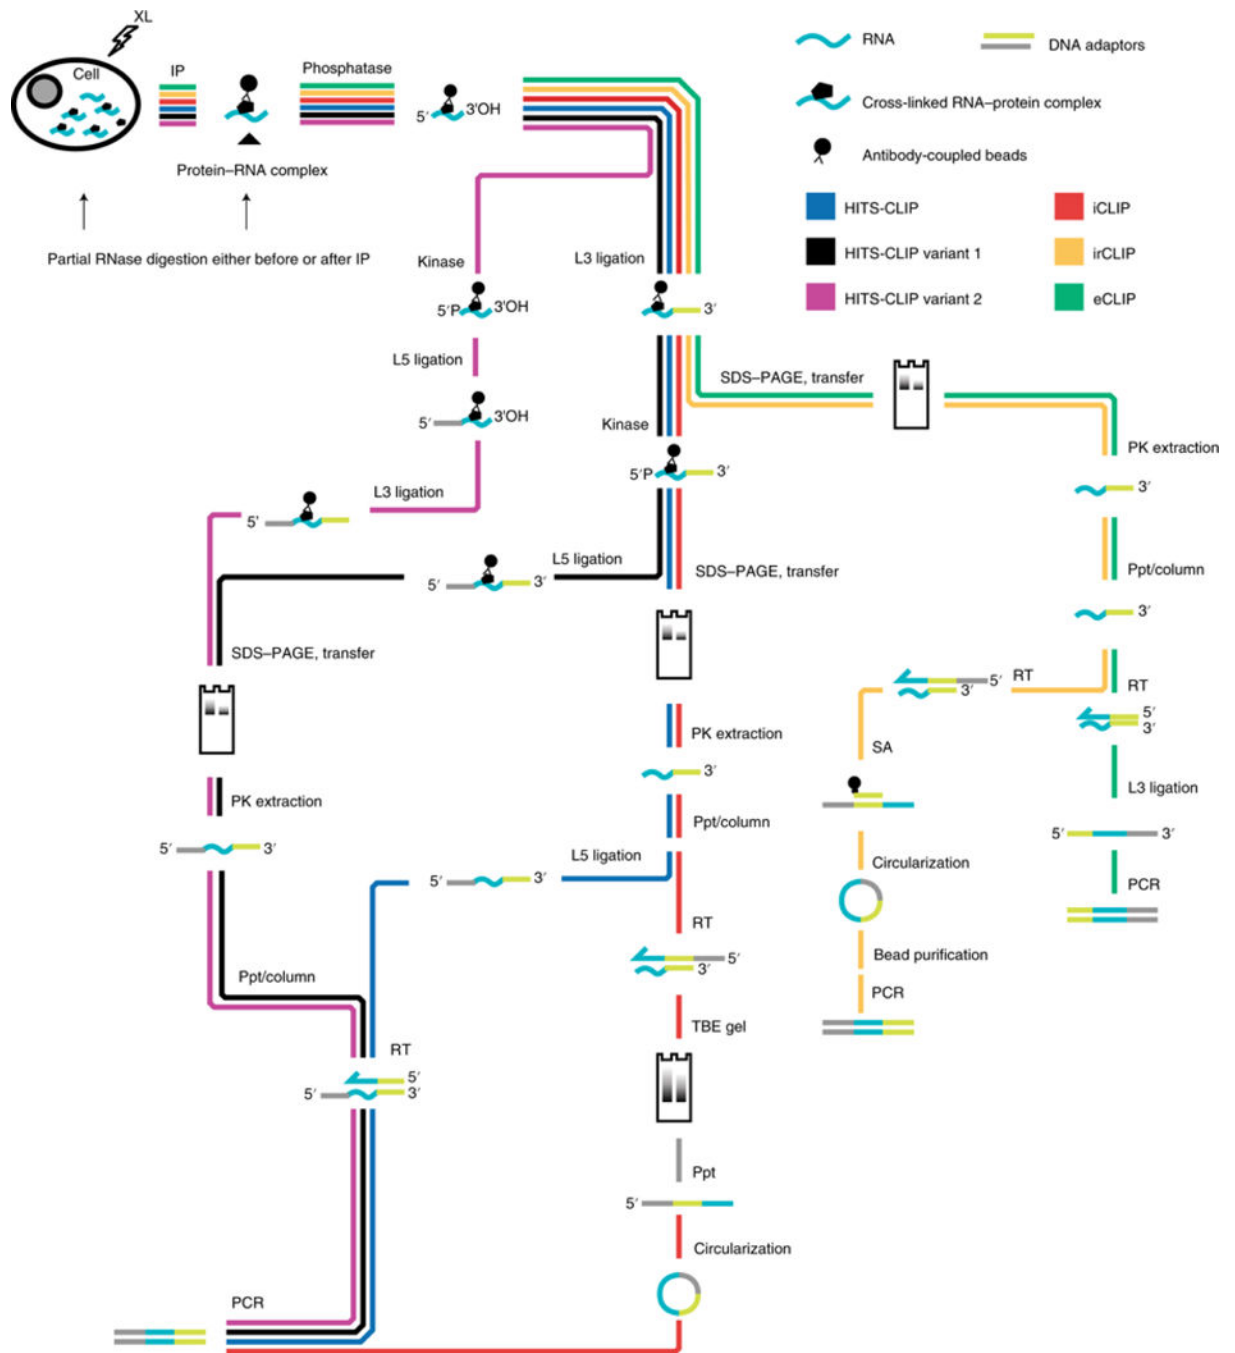 XL
Cell
IP
Phosphatase
5′
3′OH
Protein–RNA complex
Partial RNase digestion either before or after IP
RNA
DNA adaptors
Cross-linked RNA–protein complex
Antibody-coupled beads
HITS-CLIP
iCLIP
HITS-CLIP variant 1
irCLIP
HITS-CLIP variant 2
eCLIP
Kinase
L3 ligation
5′P
3′OH
3′
L5 ligation
SDS–PAGE, transfer
5′
3′OH
Kinase
PK extraction
5′P
3′
3′
L3 ligation
5′
L5 ligation
5′
3′
SDS–PAGE, transfer
Ppt/column
3′
SDS–PAGE, transfer
RT
5′
3′
RT
5′
3′
PK extraction
SA
3′
L3 ligation
PK extraction
Ppt/column
5′
3′
5′
3′
L5 ligation
Circularization
5′
3′
PCR
RT
Ppt/column
5′
3′
Bead purification
PCR
TBE gel
RT
5′
5′
3′
Ppt
5′
Circularization
PCR